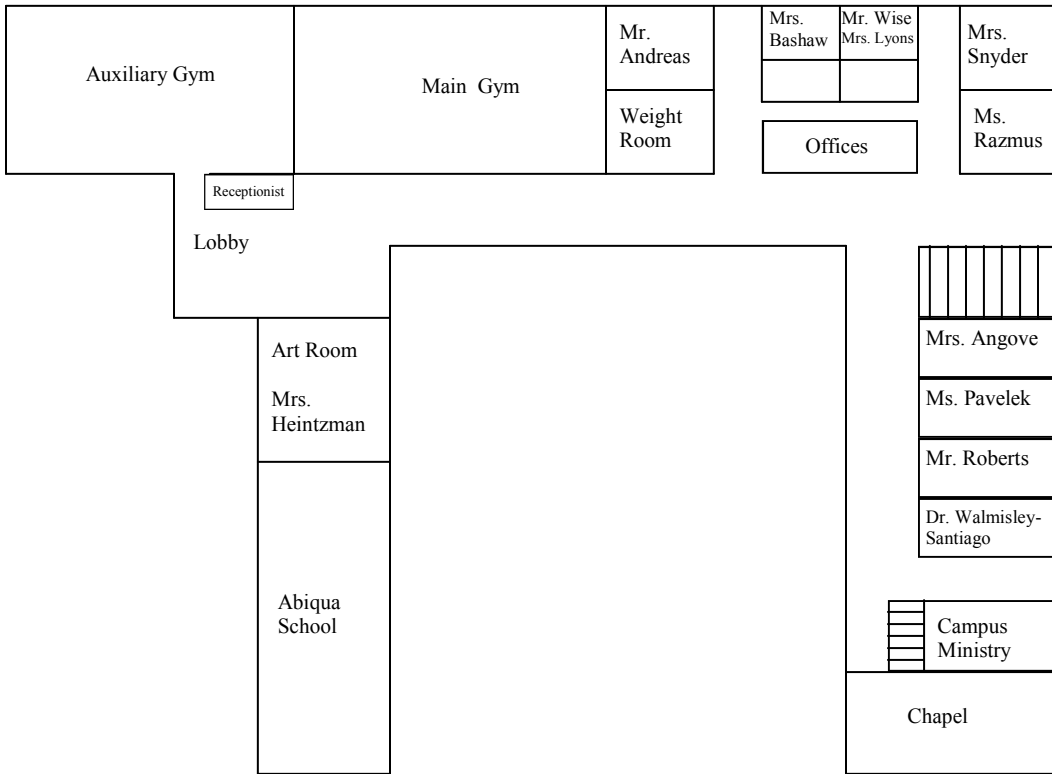 Auxiliary Gym
Main Gym
Mr.
Andreas
Weight
Room
Mrs.
Bashaw
Mr. Wise
Mrs. Lyons
Offices
Mrs.
Snyder
Ms.
Razmus
Receptionist
Lobby
Art Room
Mrs.
Heintzman
Abiqua
School
Mrs. Angove
Ms. Pavelek
Mr. Roberts
Dr. Walmisley-
Santiago
Campus
Ministry
Chapel